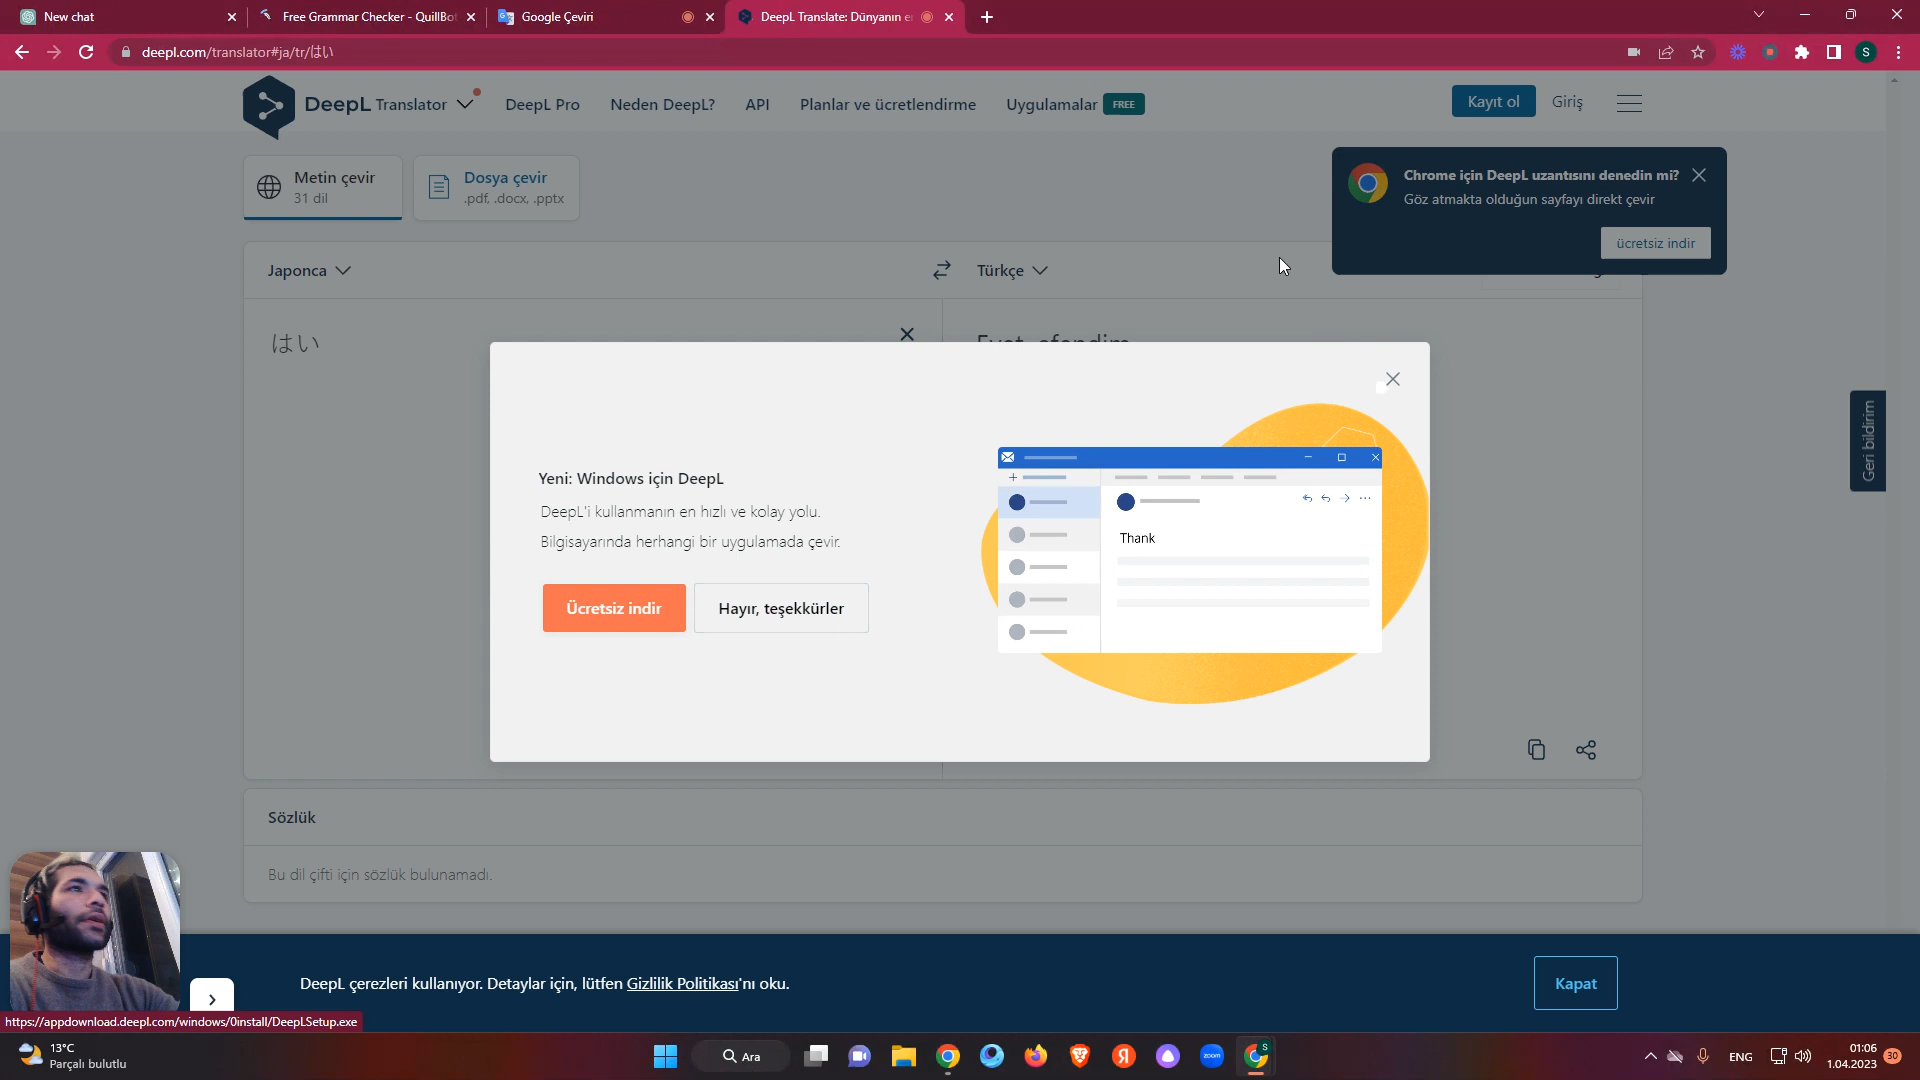 New chat
Free Grammar Checker - QuillBot
Google Çeviri
DeepL Translate: Dünyanın e
deepl.com/translator#ja/tr/はい
S
DeepL Translator
DeepL Pro
Neden DeepL?
API
Planlar ve ücretlendirme
Uygulamalar FREE
Kayıt ol
Giriş
Metin çevir
31 dil
Dosya çevir
.pdf, .docx, .pptx
Chrome için DeepL uzantısını denedin mi?
Göz atmakta olduğun sayfayı direkt çevir
ücretsiz indir
Japonca
Türkçe
はい
Evet, efendim
Yeni: Windows için DeepL
DeepL'i kullanmanın en hızlı ve kolay yolu.
Bilgisayarında herhangi bir uygulamada çevir.
Ücretsiz indir
Hayır, teşekkürler
Thank
Geri bildirim
Sözlük
Bu dil çifti için sözlük bulunamadı.
DeepL çerezleri kullanıyor. Detaylar için, lütfen Gizlilik Politikası'nı oku.
Kapat
https://appdownload.deepl.com/windows/0install/DeepLSetup.exe
13°C
Parçalı bulutlu
Ara
zoom
S
ENG
01:06
1.04.2023
30